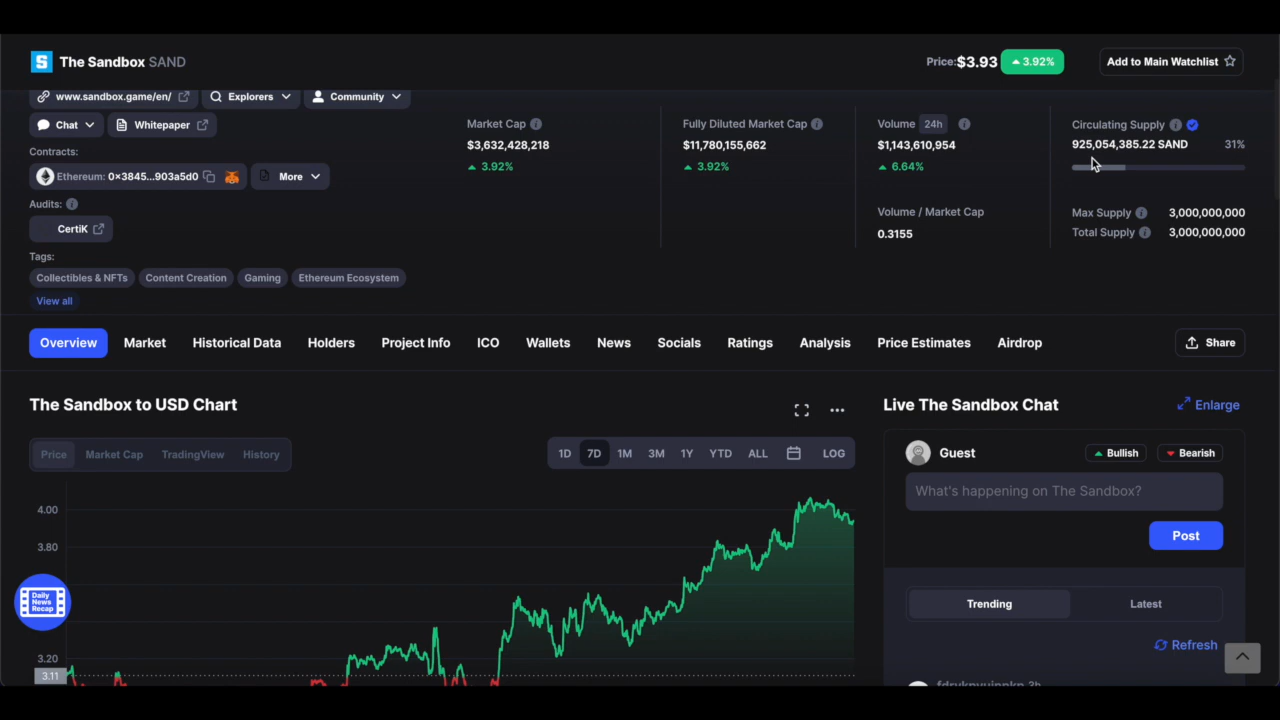 The Sandbox SAND
Price:$3.93 3.92%
Add to Main Watchlist
www.sandbox.game/en/ Explorers Community
Chat Whitepaper
Contracts:
Ethereum: 0x3845...903a5d0 More
Audits:
CertiK
Tags:
Collectibles & NFTs Content Creation Gaming Ethereum Ecosystem
View all
Market Cap
$3,632,428,218
3.92%
Fully Diluted Market Cap
$11,780,155,662
3.92%
Volume 24h
$1,143,610,954
6.64%
Volume / Market Cap
0.3155
Circulating Supply
925,054,385.22 SAND 31%
Max Supply 3,000,000,000
Total Supply 3,000,000,000
Overview Market Historical Data Holders Project Info ICO Wallets News Socials Ratings Analysis Price Estimates Airdrop
Share
The Sandbox to USD Chart
Price Market Cap TradingView History
1D 7D 1M 3M 1Y YTD ALL LOG
4.00
3.80
3.20
3.11
Daily
News
Recap
Live The Sandbox Chat Enlarge
Guest Bullish Bearish
What's happening on The Sandbox?
Post
Trending Latest
Refresh